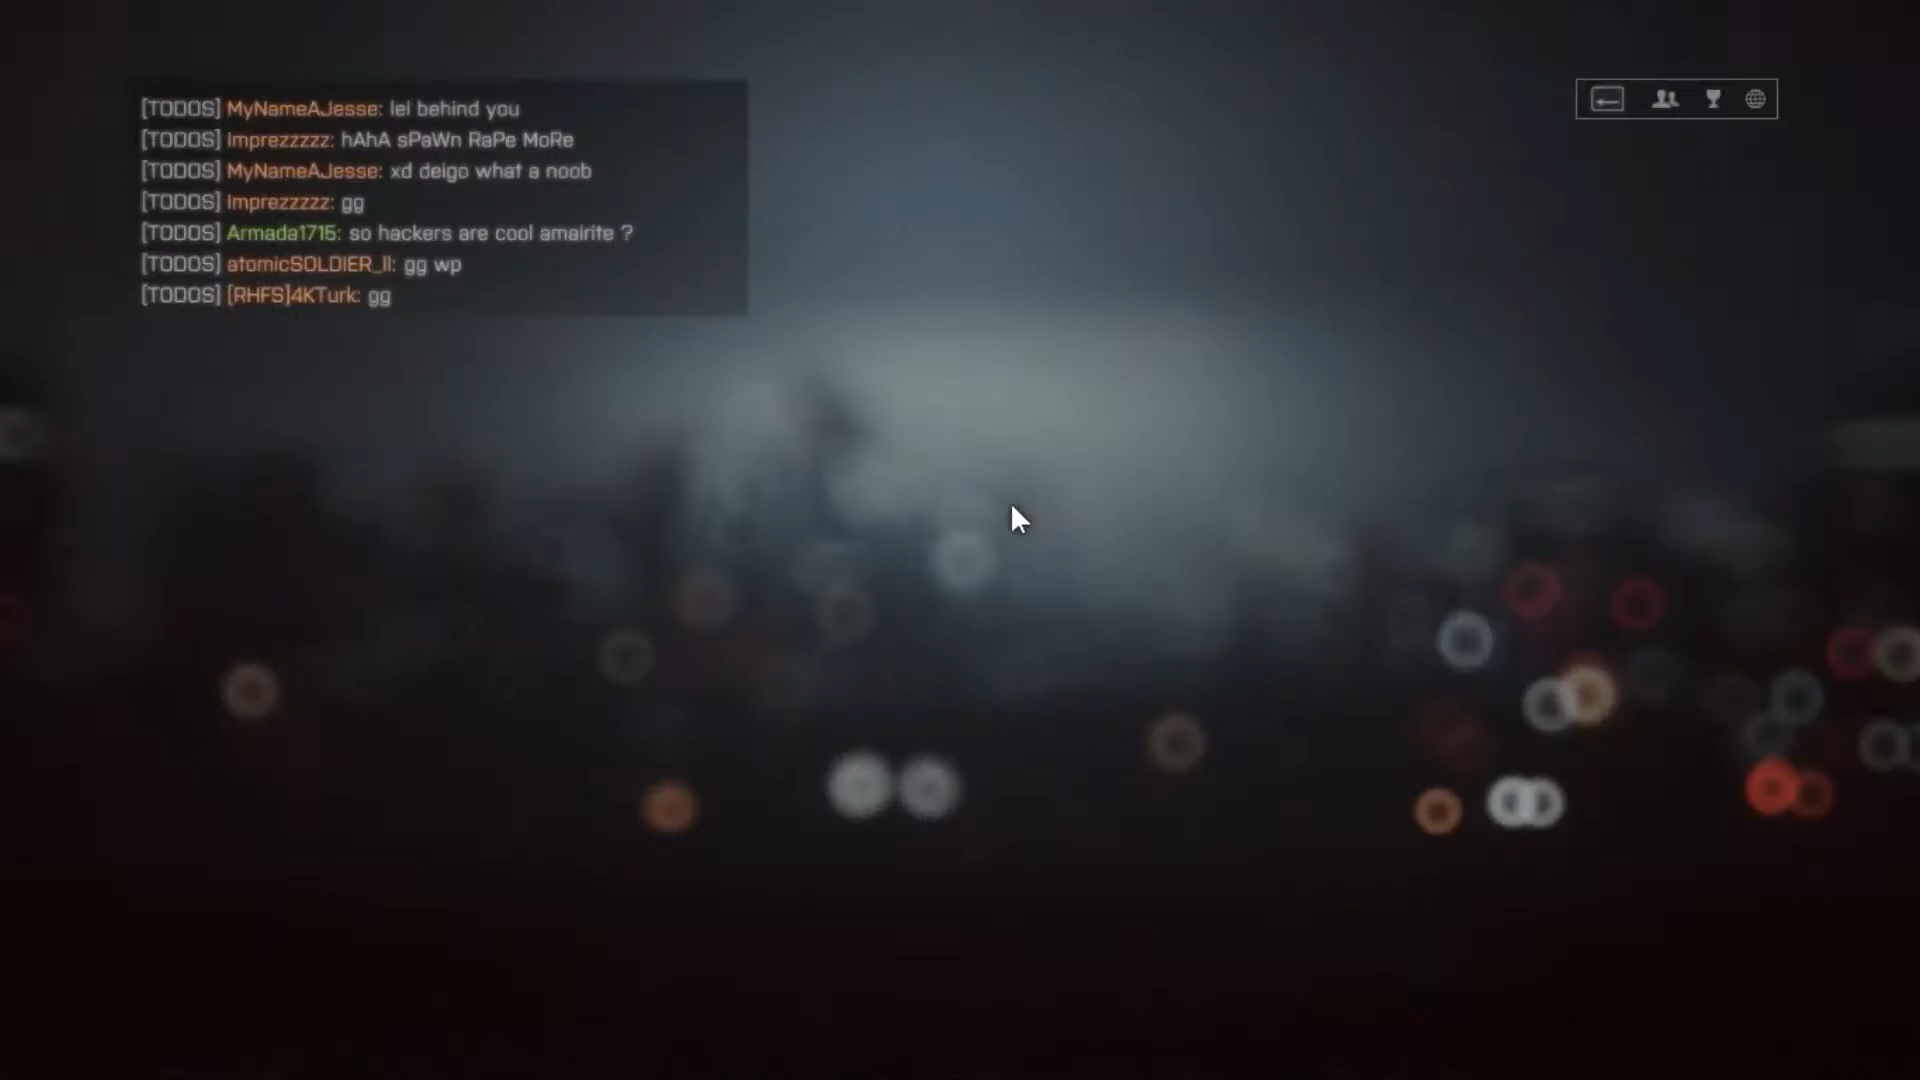 [TODOS] MyNameAJesse: lel behind you
[TODOS] Imprezzzzz: hAhA sPaWn RaPe MoRe
[TODOS] MyNameAJesse: xd deigo what a noob
[TODOS] Imprezzzzz: gg
[TODOS] Armada1715: so hackers are cool amairite ?
[TODOS] atomicSOLDIER_II: gg wp
[TODOS] [RHFS]4KTurk: gg